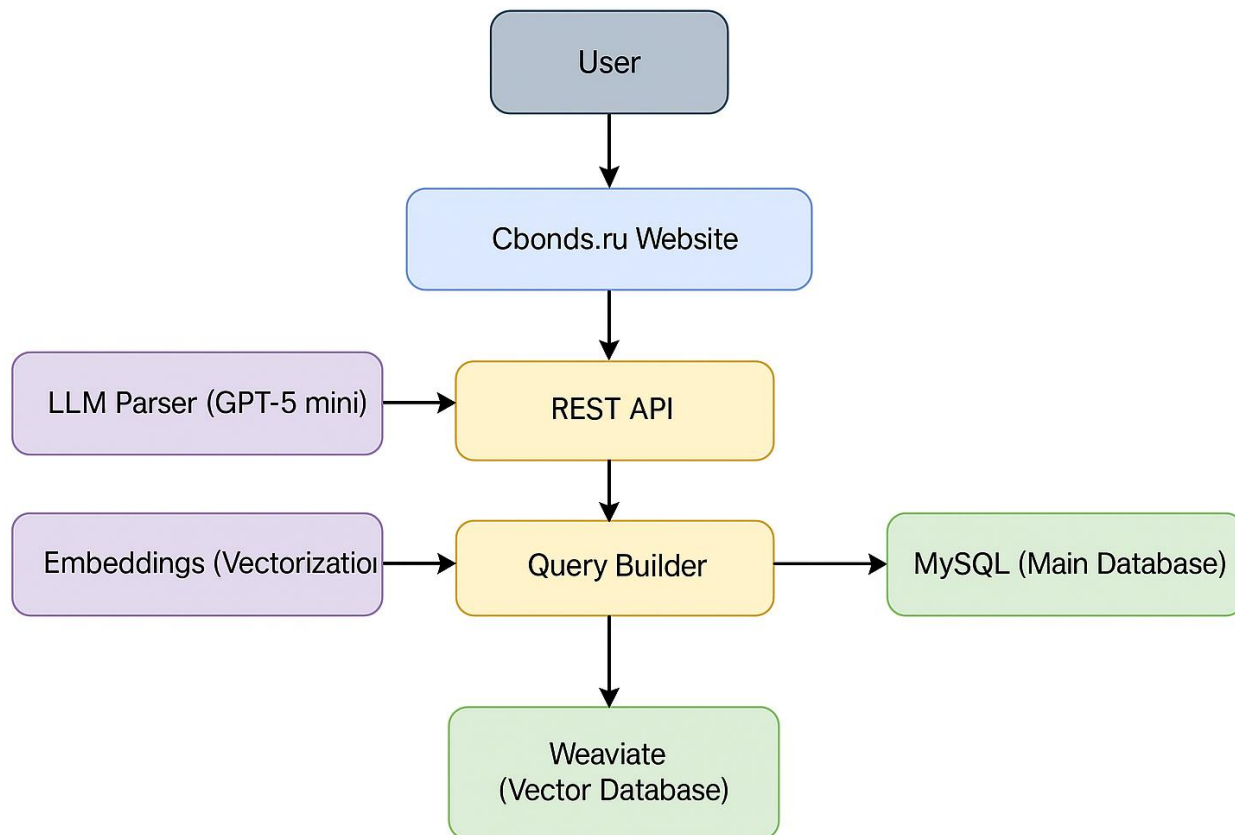 User
Cbonds.ru Website
LLM Parser (GPT-5 mini)
REST API
Embeddings (Vectorization
Query Builder
MySQL (Main Database)
Weaviate
(Vector Database)